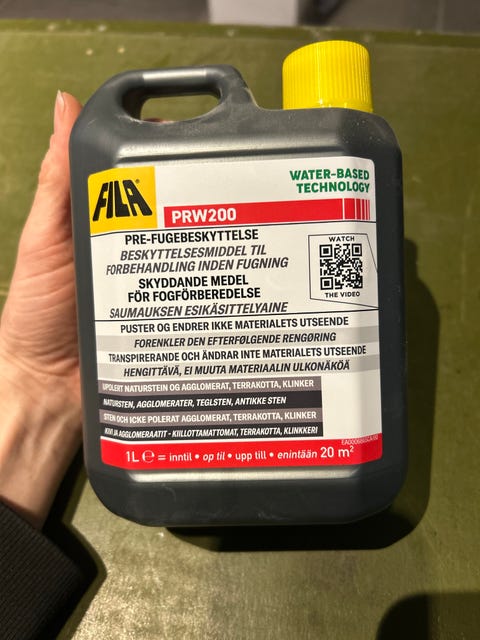 FILA
WATER-BASED
TECHNOLOGY
PRW200
PRE-FUGEBESKYTTELSE
BESKYTTELSESMIDDEL TIL
FORBEHANDLING INDEN FUGNING
SKYDDANDE MEDEL
FÖR FOGFÖRBEREDELSE
SAUMAUKSEN ESIKÄSITTELYAINE
WATCH
THE VIDEO
PUSTER OG ENDRER IKKE MATERIALETS UTSEENDE
FORENKLER DEN EFTERFØLGENDE RENGØRING
TRANSPIRERANDE OCH ÄNDRAR INTE MATERIALETS UTSEENDE
HENGITTÄVÄ, EI MUUTA MATERIAALIN ULKONÄKÖÄ
UPOLERT NATURSTEIN OG AGGLOMERAT, TERRAKOTTA, KLINKER
NATURSTEN, AGGLOMERATER, TEGLSTEN, ANTIKKE STEN
STEN OCH ICKE POLERAT AGGLOMERAT, TERRAKOTTA, KLINKER
KIVI JA AGGLOMERAATIT - KIILLOTTAMATTOMAT, TERRAKOTTA, KLINKKERI
1L ℮ = inntil • op til • upp till • enintään 20 m²